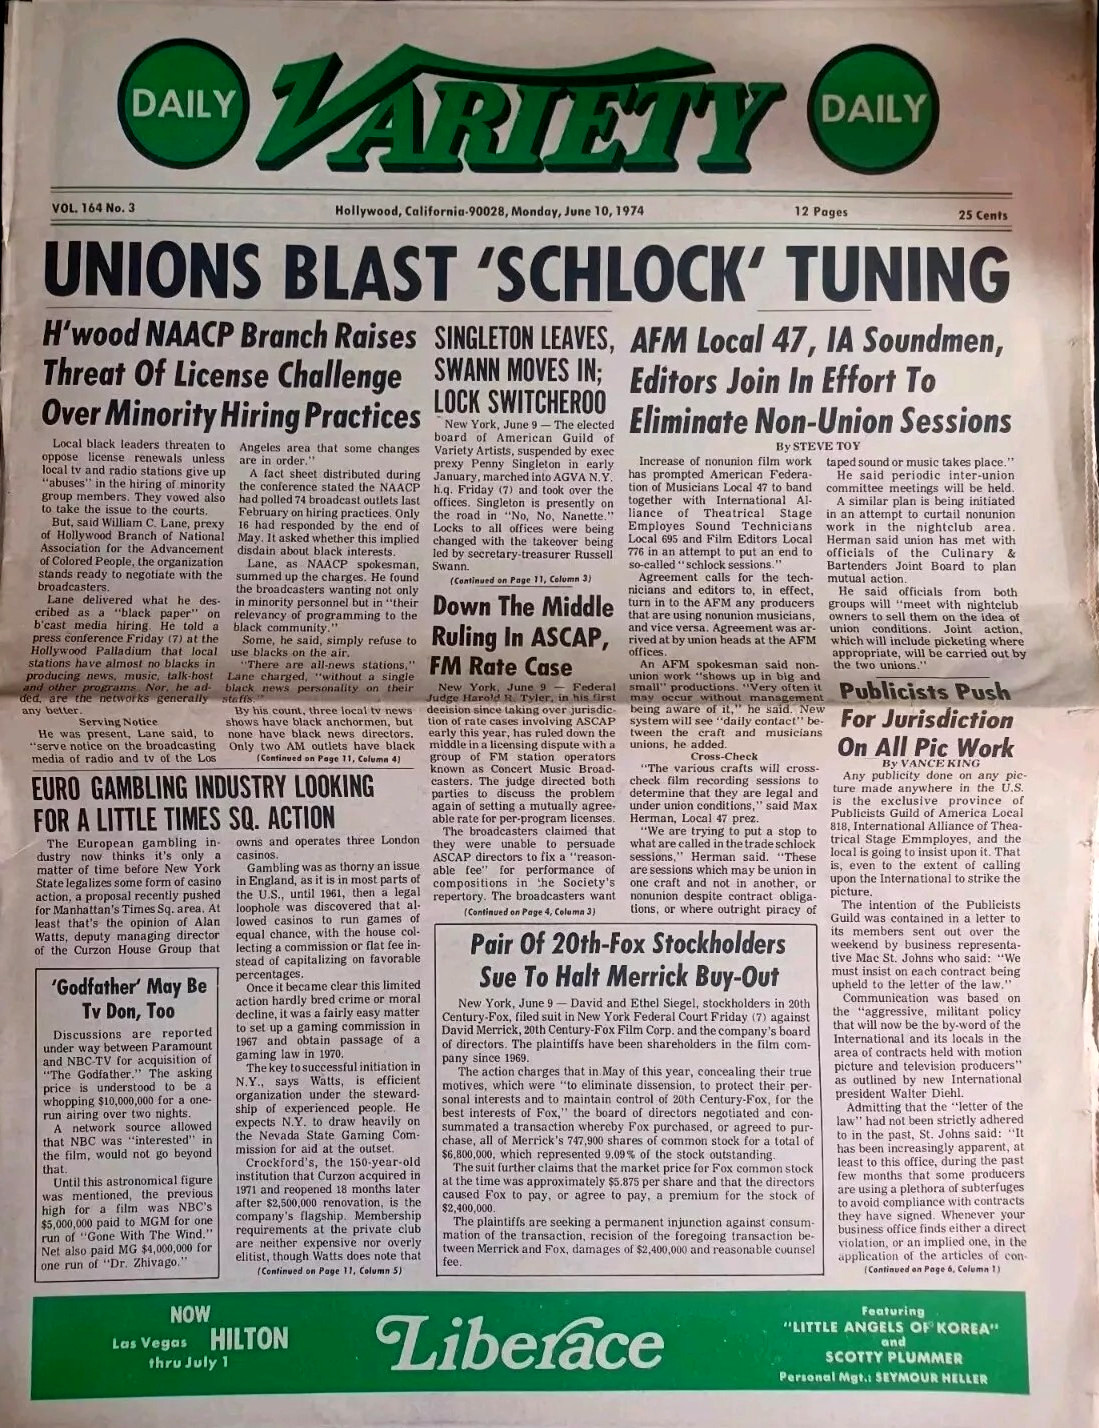 DAILY
VARIETY
DAILY
VOL. 164 No. 3
Hollywood, California-90028, Monday, June 10, 1974
12 Pages
25 Cents
UNIONS BLAST 'SCHLOCK' TUNING
H'wood NAACP Branch Raises
Threat Of License Challenge
Over Minority Hiring Practices
Local black leaders threaten to
oppose license renewals unless
local tv and radio stations give up
"abuses" in the hiring of minority
group members. They vowed also
to take the issue to the courts.
But, said William C. Lane, prexy
of Hollywood Branch of National
Association for the Advancement
of Colored People, the organization
stands ready to negotiate with the
broadcasters.
Lane delivered what he des-
cribed as a "black paper" on
b'cast media hiring. He told a
press conference Friday (7) at the
Hollywood Palladium that local
stations have almost no blacks in
producing news, music, talk-host
and other programs. Nor, he ad-
ded, are the networks generally
any better.
Serving Notice
He was present, Lane said, to
"serve notice on the broadcasting
media of radio and tv of the Los
Angeles area that some changes
are in order."
A fact sheet distributed during
the conference stated the NAACP
had polled 74 broadcast outlets last
February on hiring practices. Only
16 had responded by the end of
May. It asked whether this implied
disdain about black interests.
Lane, as NAACP spokesman,
summed up the charges. He found
the broadcasters wanting not only
in minority personnel but in "their
relevancy of programming to the
black community."
Some, he said, simply refuse to
use blacks on the air.
"There are all-news stations,"
Lane charged, "without a single
black news personality on their
staffs."
By his count, three local tv news
shows have black anchormen, but
none have black news directors.
Only two AM outlets have black
(Continued on Page 11, Column 4)
SINGLETON LEAVES,
SWANN MOVES IN;
LOCK SWITCHEROO
New York, June 9 — The elected
board of American Guild of
Variety Artists, suspended by exec
prexy Penny Singleton in early
January, marched into AGVA N.Y.
h.q. Friday (7) and took over the
offices. Singleton is presently on
the road in "No, No, Nanette."
Locks to all offices were being
changed with the takeover being
led by secretary-treasurer Russell
Swann.
(Continued on Page 11, Column 3)
Down The Middle
Ruling In ASCAP,
FM Rate Case
New York, June 9 — Federal
Judge Harold R. Tyler, in his first
decision since taking over jurisdic-
tion of rate cases involving ASCAP
early this year, has ruled down the
middle in a licensing dispute with a
group of FM station operators
known as Concert Music Broad-
casters. The judge directed both
parties to discuss the problem
again of setting a mutually agree-
able rate for per-program licenses.
The broadcasters claimed that
they were unable to persuade
ASCAP directors to fix a "reason-
able fee" for performance of
compositions in the Society's
repertory. The broadcasters want
(Continued on Page 4, Column 3)
AFM Local 47, IA Soundmen,
Editors Join In Effort To
Eliminate Non-Union Sessions
By STEVE TOY
Increase of nonunion film work
has prompted American Federa-
tion of Musicians Local 47 to band
together with International Al-
liance of Theatrical Stage
Employes Sound Technicians
Local 695 and Film Editors Local
776 in an attempt to put an end to
so-called "schlock sessions."
Agreement calls for the tech-
nicians and editors to, in effect,
turn in to the AFM any producers
that are using nonunion musicians,
and vice versa. Agreement was ar-
rived at by union heads at the AFM
offices.
An AFM spokesman said non-
union work "shows up in big and
small" productions. "Very often it
may occur without management
being aware of it," he said. New
system will see "daily contact" be-
tween the craft and musicians
unions, he added.
Cross-Check
"The various crafts will cross-
check film recording sessions to
determine that they are legal and
under union conditions," said Max
Herman, Local 47 prez.
"We are trying to put a stop to
what are called in the trade schlock
sessions," Herman said. "These
are sessions which may be union in
one craft and not in another, or
nonunion despite contract obliga-
tions, or where outright piracy of
taped sound or music takes place."
He said periodic inter-union
committee meetings will be held.
A similar plan is being initiated
in an attempt to curtail nonunion
work in the nightclub area.
Herman said union has met with
officials of the Culinary &
Bartenders Joint Board to plan
mutual action.
He said officials from both
groups will "meet with nightclub
owners to sell them on the idea of
union conditions. Joint action,
which will include picketing where
appropriate, will be carried out by
the two unions."
Publicists Push
For Jurisdiction
On All Pic Work
By VANCE KING
Any publicity done on any pic-
ture made anywhere in the U.S.
is the exclusive province of
Publicists Guild of America Local
818, International Alliance of Thea-
trical Stage Emmployes, and the
local is going to insist upon it. That
is, even to the extent of calling
upon the International to strike the
picture.
The intention of the Publicists
Guild was contained in a letter to
its members sent out over the
weekend by business representa-
tive Mac St. Johns who said: "We
must insist on each contract being
upheld to the letter of the law."
Communication was based on
the "aggressive, militant policy
that will now be the by-word of the
International and its locals in the
area of contracts held with motion
picture and television producers"
as outlined by new International
president Walter Diehl.
Admitting that the "letter of the
law" had not been strictly adhered
to in the past, St. Johns said: "It
has been increasingly apparent, at
least to this office, during the past
few months that some producers
are using a plethora of subterfuges
to avoid compliance with contracts
they have signed. Whenever your
business office finds either a direct
violation, or an implied one, in the
application of the articles of con-
(Continued on Page 6, Column 1)
EURO GAMBLING INDUSTRY LOOKING
FOR A LITTLE TIMES SQ. ACTION
The European gambling in-
dustry now thinks it's only a
matter of time before New York
State legalizes some form of casino
action, a proposal recently pushed
for Manhattan's Times Sq. area. At
least that's the opinion of Alan
Watts, deputy managing director
of the Curzon House Group that
owns and operates three London
casinos.
Gambling was as thorny an issue
in England, as it is in most parts of
the U.S., until 1961, then a legal
loophole was discovered that al-
lowed casinos to run games of
equal chance, with the house col-
lecting a commission or flat fee in-
stead of capitalizing on favorable
percentages.
Once it became clear this limited
action hardly bred crime or moral
decline, it was a fairly easy matter
to set up a gaming commission in
1967 and obtain passage of a
gaming law in 1970.
The key to successful initiation in
N.Y., says Watts, is efficient
organization under the steward-
ship of experienced people. He
expects N.Y. to draw heavily on
the Nevada State Gaming Com-
mission for aid at the outset.
Crockford's, the 150-year-old
institution that Curzon acquired in
1971 and reopened 18 months later
after $2,500,000 renovation, is the
company's flagship. Membership
requirements at the private club
are neither expensive nor overly
elitist, though Watts does note that
(Continued on Page 11, Column 5)
'Godfather' May Be
Tv Don, Too
Discussions are reported
under way between Paramount
and NBC-TV for acquisition of
"The Godfather." The asking
price is understood to be a
whopping $10,000,000 for a one-
run airing over two nights.
A network source allowed
that NBC was "interested" in
the film, would not go beyond
that.
Until this astronomical figure
was mentioned, the previous
high for a film was NBC's
$5,000,000 paid to MGM for one
run of "Gone With The Wind."
Net also paid MG $4,000,000 for
one run of "Dr. Zhivago."
Pair Of 20th-Fox Stockholders
Sue To Halt Merrick Buy-Out
New York, June 9 — David and Ethel Siegel, stockholders in 20th
Century-Fox, filed suit in New York Federal Court Friday (7) against
David Merrick, 20th Century-Fox Film Corp. and the company's board
of directors. The plaintiffs have been shareholders in the film com-
pany since 1969.
The action charges that in May of this year, concealing their true
motives, which were "to eliminate dissension, to protect their per-
sonal interests and to maintain control of 20th Century-Fox, for the
best interests of Fox," the board of directors negotiated and con-
summated a transaction whereby Fox purchased, or agreed to pur-
chase, all of Merrick's 747,900 shares of common stock for a total of
$6,800,000, which represented 9.09% of the stock outstanding.
The suit further claims that the market price for Fox common stock
at the time was approximately $5.875 per share and that the directors
caused Fox to pay, or agree to pay, a premium for the stock of
$2,400,000.
The plaintiffs are seeking a permanent injunction against consum-
mation of the transaction, recision of the foregoing transaction be-
tween Merrick and Fox, damages of $2,400,000 and reasonable counsel
fee.
NOW
Las Vegas HILTON
thru July 1
Liberace
Featuring
"LITTLE ANGELS OF KOREA"
and
SCOTTY PLUMMER
Personal Mgt.: SEYMOUR HELLER